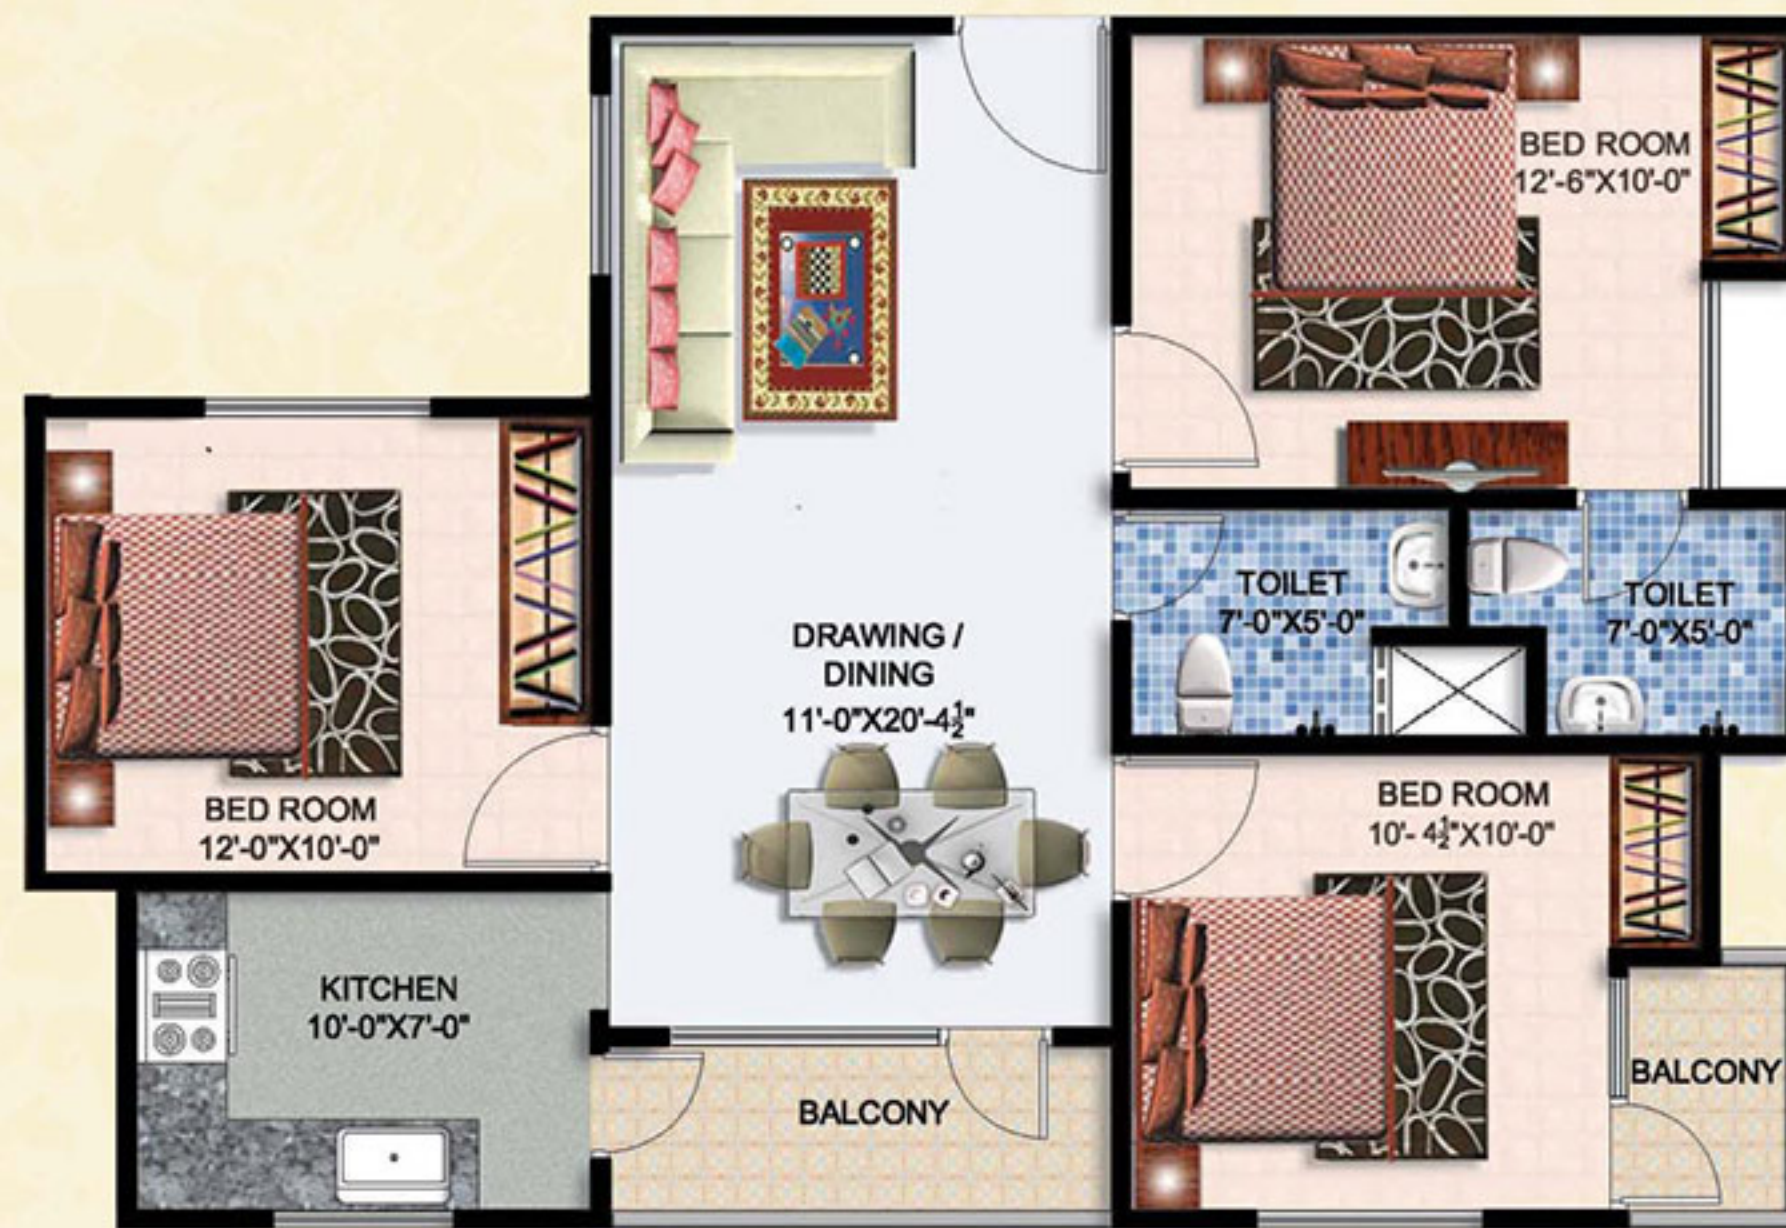 BED ROOM
12'-6"X10'-0"
TOILET
7'-0"X5'-0"
TOILET
7'-0"X5'-0"
DRAWING /
DINING
11'-0"X20'-4½"
BED ROOM
12'-0"X10'-0"
BED ROOM
10'- 4½"X10'-0"
KITCHEN
10'-0"X7'-0"
BALCONY
BALCONY